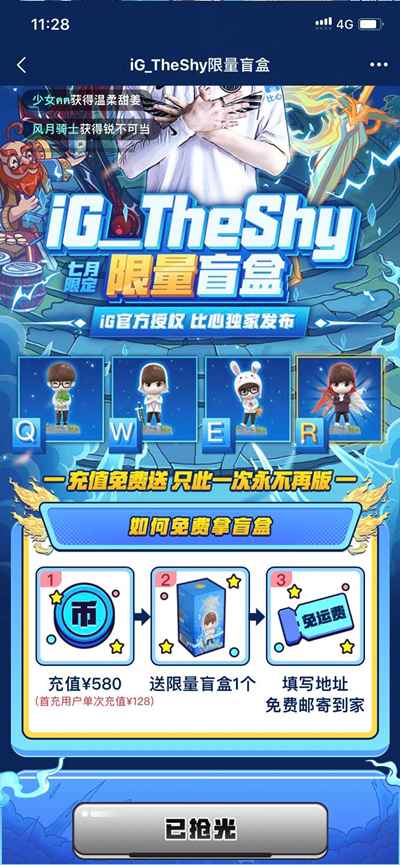 11:28
4G
iG_TheShy限量盲盒
少女nn获得温柔甜姜
风月骑士获得锐不可当
iG_TheShy
七月限定
限量盲盒
iG官方授权 比心独家发布
Q
W
E
R
充值免费送 只此一次永不再版
如何免费拿盲盒
1
2
3
币
免运费
充值¥580
(首充用户单次充值¥128)
送限量盲盒1个
填写地址
免费邮寄到家
已抢光